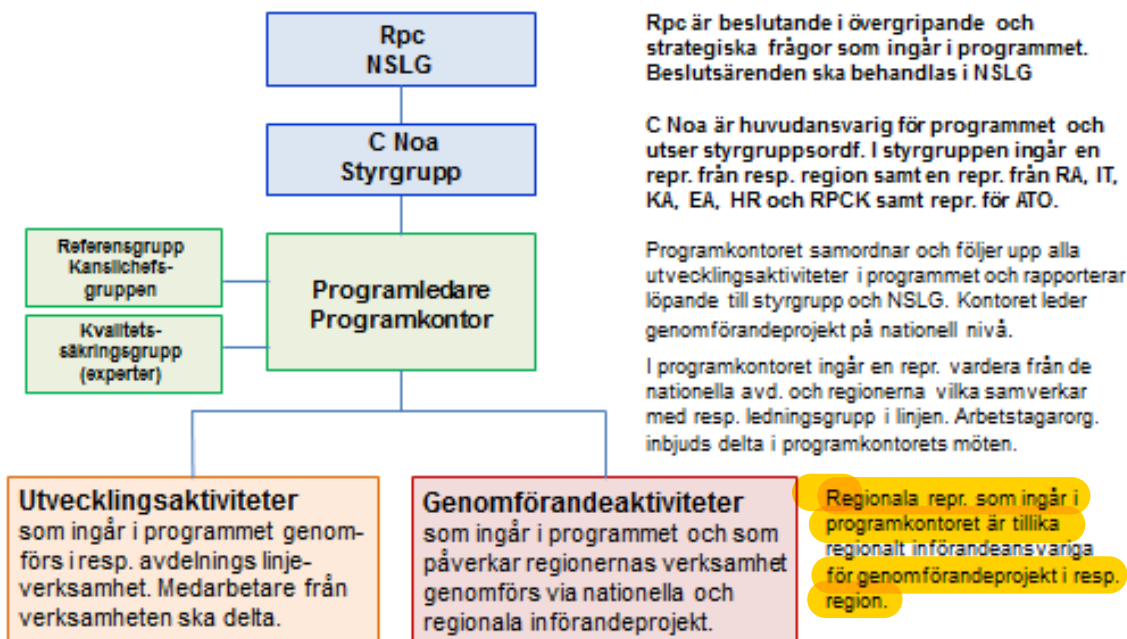 Rpc
NSLG
Rpc är beslutande i övergripande och
strategiska frågor som ingår i programmet.
Beslutsärenden ska behandlas i NSLG
C Noa
Styrgrupp
C Noa är huvudansvarig för programmet och
utser styrgruppsordf. I styrgruppen ingår en
repr. från resp. region samt en repr. från RA, IT,
KA, EA, HR och RPCK samt repr. för ATO.
Referensgrupp
Kanslichefs-
gruppen
Kvalitets-
säkringsgrupp
(experter)
Programledare
Programkontor
Programkontoret samordnar och följer upp alla
utvecklingsaktiviteter i programmet och rapporterar
löpande till styrgrupp och NSLG. Kontoret leder
genomförandeprojekt på nationell nivå.
I programkontoret ingår en repr. vardera från de
nationella avd. och regionerna vilka samverkar
med resp. ledningsgrupp i linjen. Arbetstagarorg.
inbjuds delta i programkontorets möten.
Utvecklingsaktiviteter
som ingår i programmet genom-
förs i resp. avdelnings linje-
verksamhet. Medarbetare från
verksamheten ska delta.
Genomförandeaktiviteter
som ingår i programmet och som
påverkar regionernas verksamhet
genomförs via nationella och
regionala införandeprojekt.
Regionala repr. som ingår i
programkontoret är tillika
regionalt införandeansvariga
för genomförandeprojekt i resp.
region.